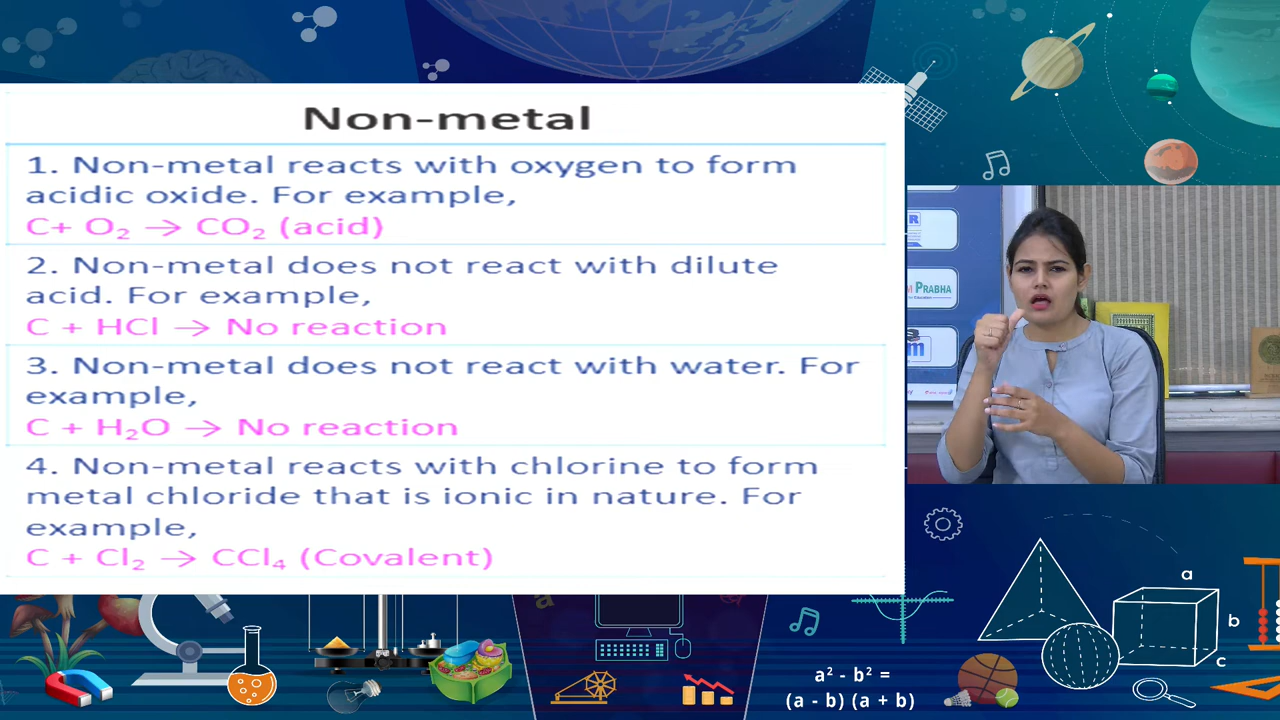 Non-metal
1. Non-metal reacts with oxygen to form
acidic oxide. For example,
C+ O₂ → CO₂ (acid)
2. Non-metal does not react with dilute
acid. For example,
C + HCl → No reaction
3. Non-metal does not react with water. For
example,
C + H₂O → No reaction
4. Non-metal reacts with chlorine to form
metal chloride that is ionic in nature. For
example,
C + Cl₂ → CCl₄ (Covalent)
PRABHA
a
b
c
a² - b² =
(a - b) (a + b)